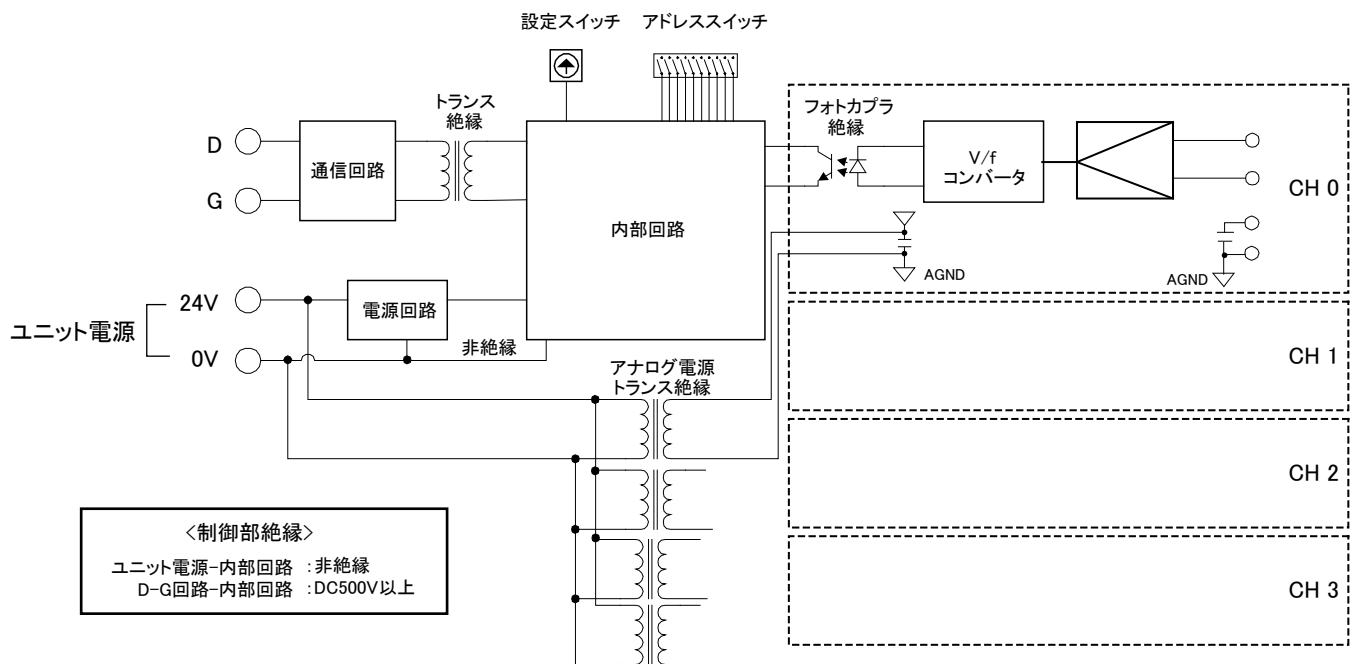 設定スイッチ
アドレススイッチ
トランス
絶縁
フォトカプラ
絶縁
D
G
通信回路
内部回路
V/f
コンバータ
CH 0
AGND
AGND
ユニット電源
24V
0V
電源回路
非絶縁
アナログ電源
トランス絶縁
CH 1
CH 2
CH 3
<制御部絶縁>
ユニット電源-内部回路 :非絶縁
D-G回路-内部回路 :DC500V以上